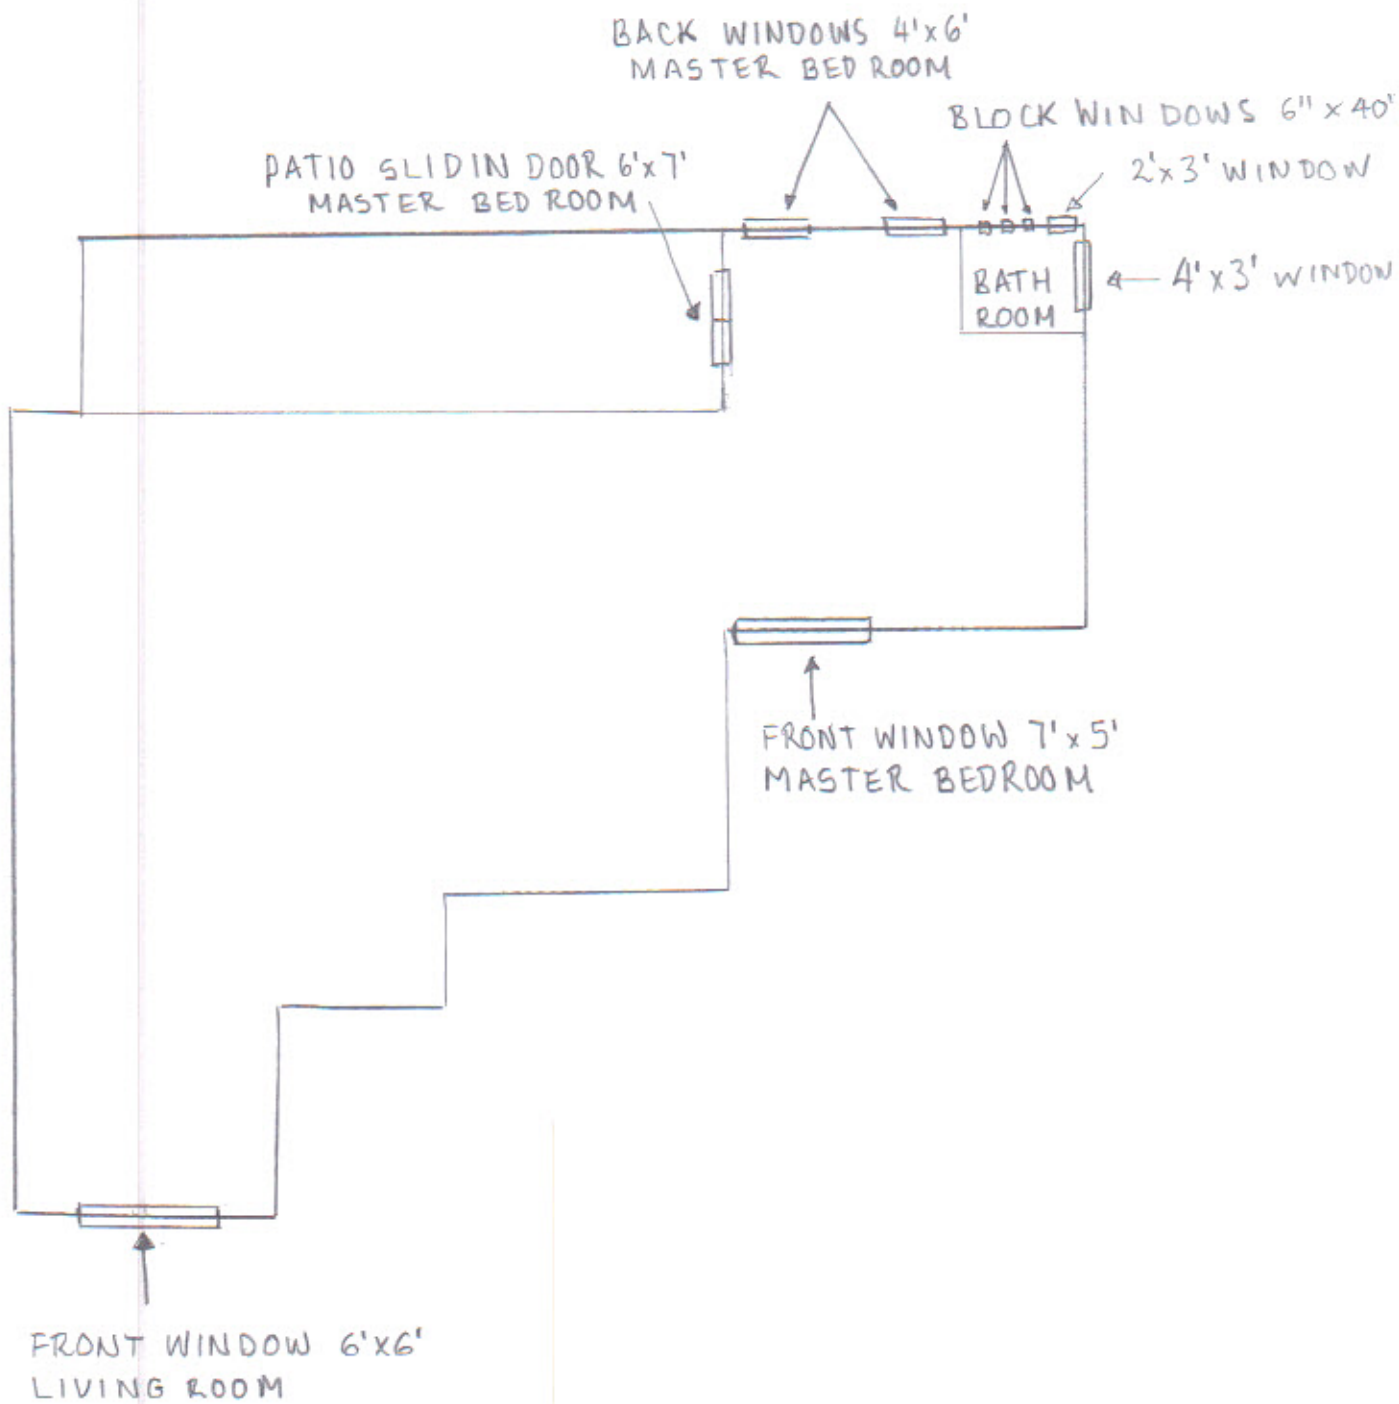 BACK WINDOWS 4'x6'
MASTER BED ROOM
BLOCK WINDOWS 6"x40'
2'x3' WINDOW
PATIO SLIDIN DOOR 6'x7'
MASTER BED ROOM
4'x3' WINDOW
BATH
ROOM
FRONT WINDOW 7'x5'
MASTER BEDROOM
FRONT WINDOW 6'x6'
LIVING ROOM